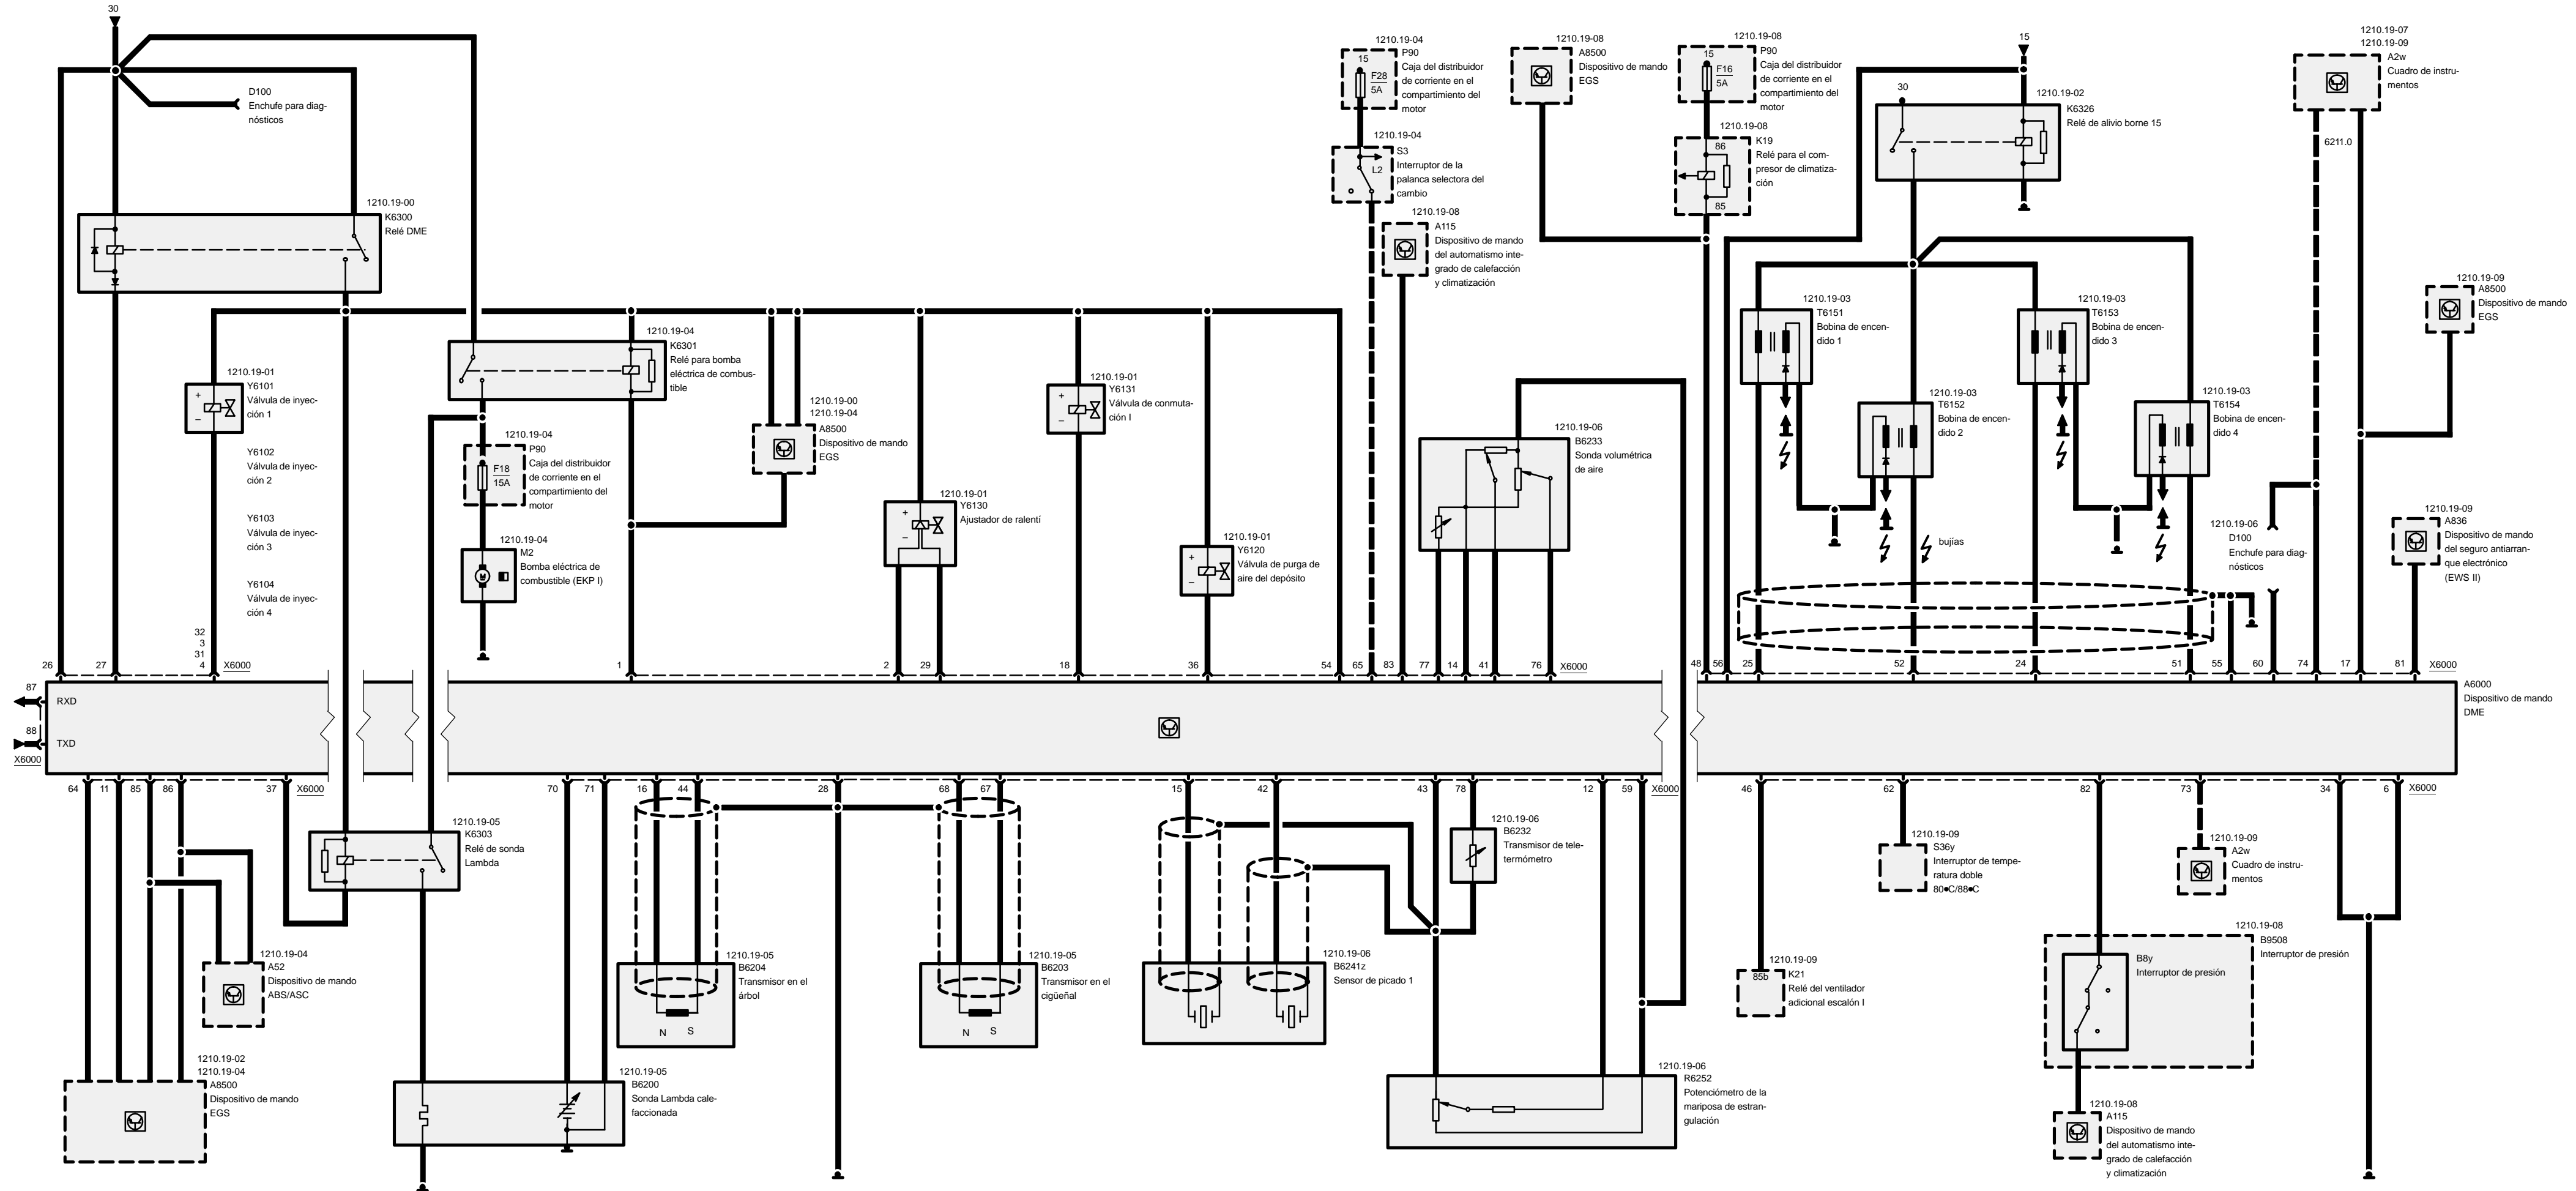 30
D100
Enchufe para diag-
nósticos
1210.19-00
K6300
Relé DME
1210.19-01
Y6101
Válvula de inyec-
ción 1
Y6102
Válvula de inyec-
ción 2
Y6103
Válvula de inyec-
ción 3
Y6104
Válvula de inyec-
ción 4
+
–
1210.19-04
K6301
Relé para bomba
eléctrica de combus-
tible
1210.19-04
P90
Caja del distribuidor
de corriente en el
compartimiento del
motor
F18
15A
1210.19-04
M2
Bomba eléctrica de
combustible (EKP I)
M
1210.19-00
1210.19-04
A8500
Dispositivo de mando
EGS
1210.19-01
Y6130
Ajustador de ralentí
+
–
1210.19-01
Y6131
Válvula de conmuta-
ción I
+
–
1210.19-01
Y6120
Válvula de purga de
aire del depósito
+
–
1210.19-04
P90
Caja del distribuidor
de corriente en el
compartimiento del
motor
15
F28
5A
1210.19-04
S3
Interruptor de la
palanca selectora del
cambio
L2
1210.19-08
A115
Dispositivo de mando
del automatismo inte-
grado de calefacción
y climatización
1210.19-06
B6233
Sonda volumétrica
de aire
1210.19-08
A8500
Dispositivo de mando
EGS
1210.19-08
P90
Caja del distribuidor
de corriente en el
compartimiento del
motor
15
F16
5A
1210.19-08
K19
Relé para el com-
presor de climatiza-
ción
86
85
15
30
1210.19-02
K6326
Relé de alivio borne 15
1210.19-03
T6151
Bobina de encen-
dido 1
1210.19-03
T6152
Bobina de encen-
dido 2
1210.19-03
T6153
Bobina de encen-
dido 3
1210.19-03
T6154
Bobina de encen-
dido 4
bujías
1210.19-07
1210.19-09
A2w
Cuadro de instru-
mentos
6211.0
1210.19-09
A8500
Dispositivo de mando
EGS
1210.19-06
D100
Enchufe para diag-
nósticos
1210.19-09
A836
Dispositivo de mando
del seguro antiarran-
que electrónico
(EWS II)
26
27
32
3
31
4
X6000
1
2
29
18
36
54
65
83
77
14
41
76
X6000
48
56
25
52
24
51
55
60
74
17
81
X6000
87
RXD
88
TXD
X6000
A6000
Dispositivo de mando
DME
64
11
85
86
37
X6000
70
71
16
44
28
68
67
15
42
43
78
12
59
X6000
46
62
82
73
34
6
X6000
1210.19-05
K6303
Relé de sonda
Lambda
1210.19-04
A52
Dispositivo de mando
ABS/ASC
1210.19-02
1210.19-04
A8500
Dispositivo de mando
EGS
1210.19-05
B6200
Sonda Lambda cale-
faccionada
1210.19-05
B6204
Transmisor en el
árbol
N S
1210.19-05
B6203
Transmisor en el
cigüeñal
N S
1210.19-06
B6241z
Sensor de picado 1
1210.19-06
B6232
Transmisor de tele-
termómetro
1210.19-06
R6252
Potenciómetro de la
mariposa de estran-
gulación
1210.19-09
K21
Relé del ventilador
adicional escalón I
85b
1210.19-09
S36y
Interruptor de tempe-
ratura doble
80●C/88●C
1210.19-09
A2w
Cuadro de instru-
mentos
1210.19-08
B9508
Interruptor de presión
B8y
Interruptor de presión
1210.19-08
A115
Dispositivo de mando
del automatismo inte-
grado de calefacción
y climatización